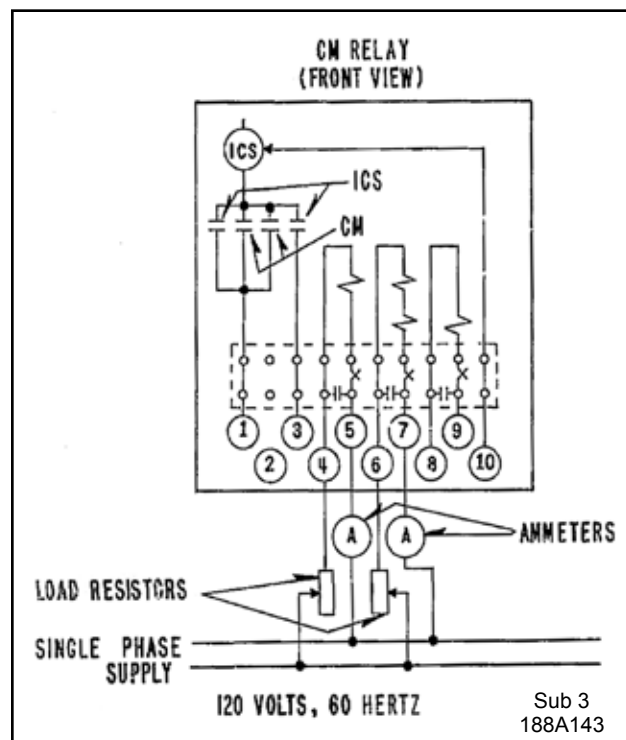 CM RELAY
(FRONT VIEW)
ICS
ICS
CM
1
3
4
5
6
7
8
9
10
2
A
A
AMMETERS
LOAD RESISTORS
SINGLE PHASE
SUPPLY
120 VOLTS, 60 HERTZ
Sub 3
188A143